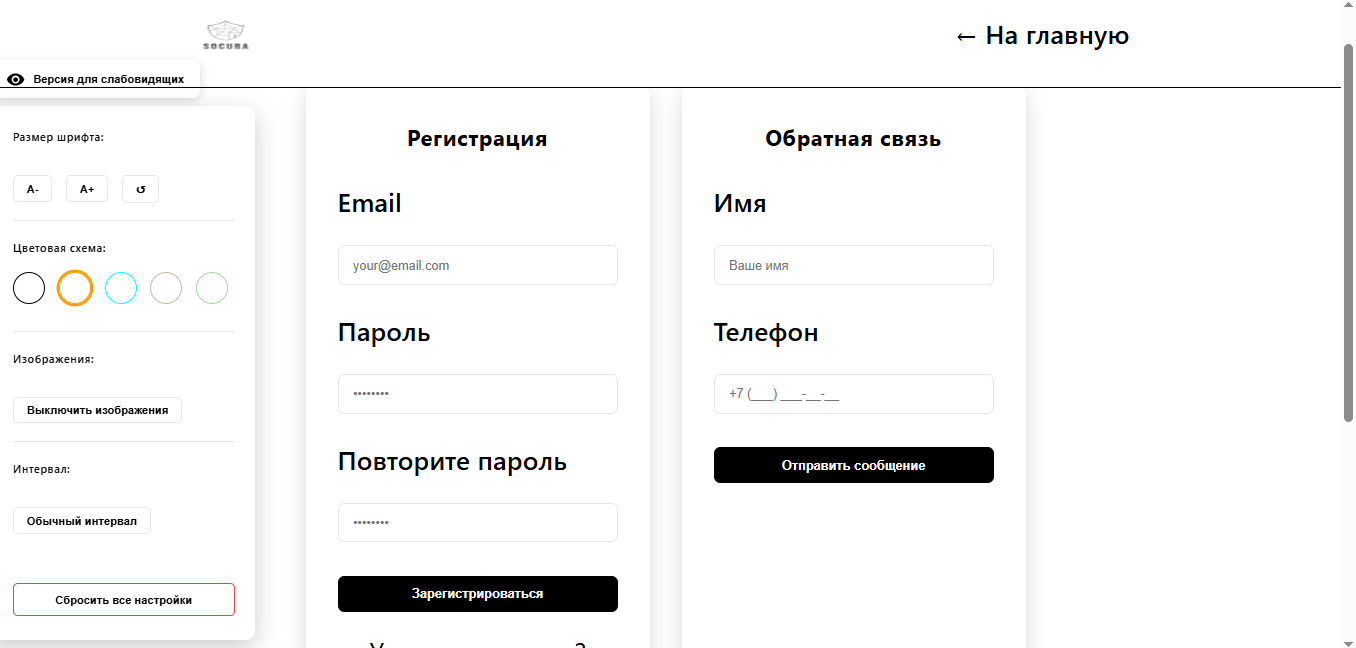 SOCURA
← На главную
Версия для слабовидящих
Размер шрифта:
A-
A+
↺
Цветовая схема:
Изображения:
Выключить изображения
Интервал:
Обычный интервал
Сбросить все настройки
Регистрация
Email
your@email.com
Пароль
••••••••
Повторите пароль
••••••••
Зарегистрироваться
Обратная связь
Имя
Ваше имя
Телефон
+7 (___) ___-__-__
Отправить сообщение